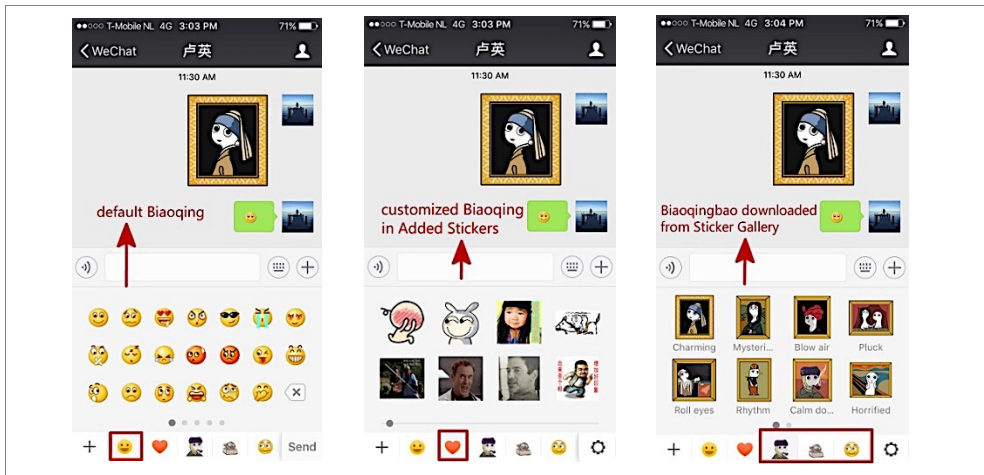 T-Mobile NL 4G 3:03 PM 71%
WeChat 卢英
11:30 AM
default Biaoqing
Send
T-Mobile NL 4G 3:03 PM 71%
WeChat 卢英
11:30 AM
customized Biaoqing
in Added Stickers
T-Mobile NL 4G 3:04 PM 71%
WeChat 卢英
11:30 AM
Biaoqingbao downloaded
from Sticker Gallery
Charming Mysteri... Blow air Pluck
Roll eyes Rhythm Calm do... Horrified